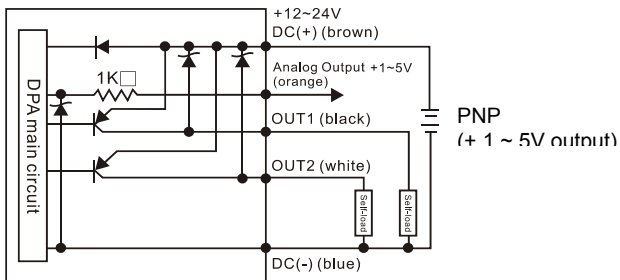 +12~24V
DC(+) (brown)
Analog Output +1~5V
(orange)
1K□
OUT1 (black)
PNP
(+ 1 ~ 5V output)
OUT2 (white)
DPA main circuit
Self-load
Self-load
DC(-) (blue)